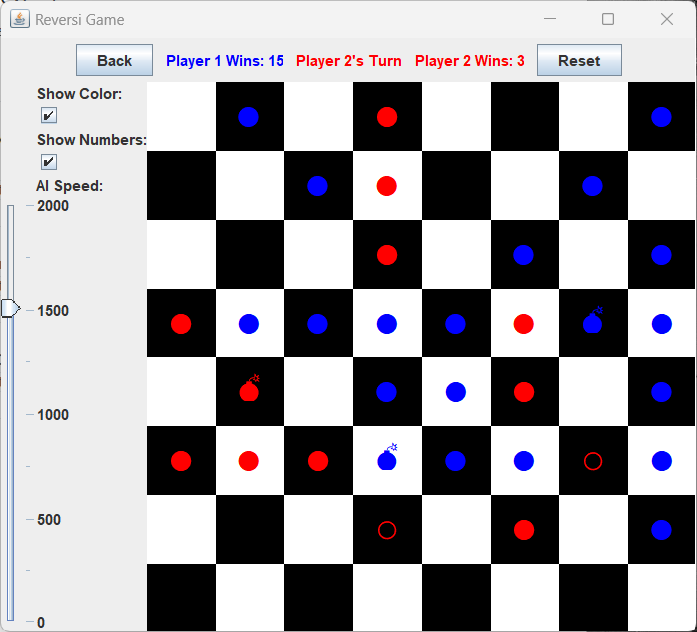 Reversi Game
Back Player 1 Wins: 15 Player 2's Turn Player 2 Wins: 3 Reset
Show Color:
Show Numbers:
AI Speed:
2000
1500
1000
500
0